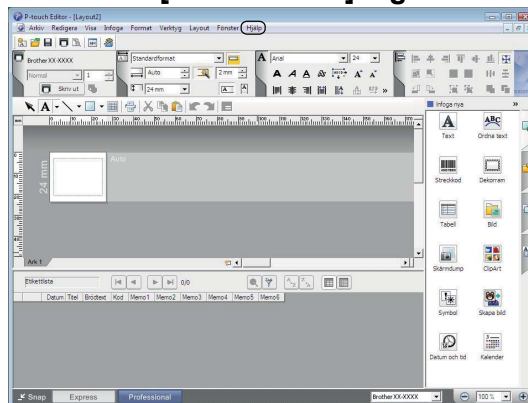 P-touch Editor - [Layout2]
Arkiv Redigera Visa Infoga Format Verktyg Layout Fönster Hjälp
Brother XX-XXXX
Normal 1
Skriv ut
Standardformat
Auto 2 mm
24 mm
A Arial 24
Infoga nya
Text Ordna text
Streckkod Dekorram
Tabell Bild
Skärmdump ClipArt
Symbol Skapa bild
Datum och tid Kalender
24 mm
Auto
Ark 1
Etikettlista 0/0
Datum Titel Brödtext Kod Memo1 Memo2 Memo3 Memo4 Memo5 Memo6
Snap Express Professional Brother XX-XXXX 100 %